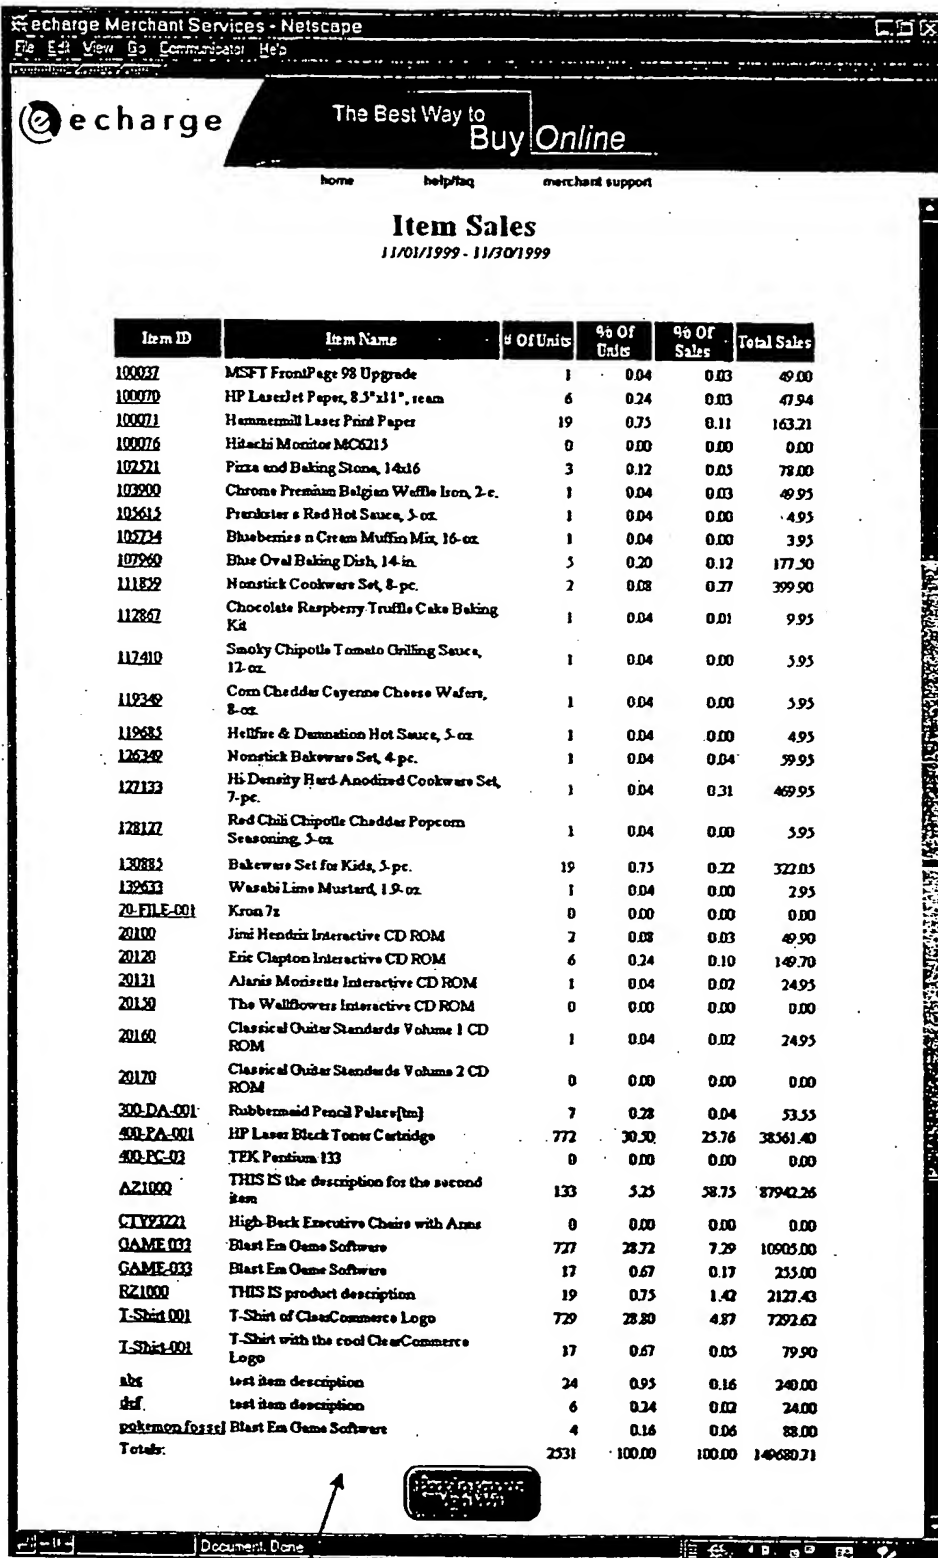 echarge Merchant Services - Netscape
File Edit View Go Communicator Help
echarge
The Best Way to
Buy Online
home help/faq merchant support
Item Sales
11/01/1999 - 11/30/1999
Item ID Item Name # Of Units % Of Units % Of Sales Total Sales
100037 MSFT FrontPage 98 Upgrade 1 0.04 0.03 49.00
100070 HP LaserJet Paper, 8.5"x11", ream 6 0.24 0.03 47.94
100071 Hammermill Laser Print Paper 19 0.75 0.11 163.21
100076 Hitachi Monitor MC6215 0 0.00 0.00 0.00
102521 Pizza and Baking Stone, 14x16 3 0.12 0.05 78.00
103900 Chrome Premium Belgian Waffle Iron, 2-c. 1 0.04 0.03 49.95
105615 Prankster s Red Hot Sauce, 5-oz. 1 0.04 0.00 4.95
105734 Blueberries n Cream Muffin Mix, 16-oz 1 0.04 0.00 3.95
107960 Blue Oval Baking Dish, 14-in. 5 0.20 0.12 177.50
111859 Nonstick Cookware Set, 8-pc. 2 0.08 0.27 399.90
112867 Chocolate Raspberry Truffle Cake Baking
Kit 1 0.04 0.01 9.95
117410 Smoky Chipotle Tomato Grilling Sauce,
12-oz. 1 0.04 0.00 5.95
119349 Corn Cheddar Cayenne Cheese Wafers,
8-oz. 1 0.04 0.00 5.95
119685 Hellfire & Damnation Hot Sauce, 5-oz 1 0.04 0.00 4.95
126349 Nonstick Bakeware Set, 4-pc. 1 0.04 0.04 59.95
127133 Hi-Density Hard-Anodized Cookware Set,
7-pc. 1 0.04 0.31 469.95
128127 Red Chili Chipotle Cheddar Popcorn
Seasoning, 5-oz 1 0.04 0.00 5.95
130885 Bakeware Set for Kids, 5-pc. 19 0.75 0.22 322.05
139633 Wasabi Lime Mustard, 1.9-oz. 1 0.04 0.00 2.95
20-FILE-001 Kron 7z 0 0.00 0.00 0.00
20100 Jimi Hendrix Interactive CD ROM 2 0.08 0.03 49.90
20120 Eric Clapton Interactive CD ROM 6 0.24 0.10 149.70
20131 Alanis Morisette Interactive CD ROM 1 0.04 0.02 24.95
20150 The Wallflowers Interactive CD ROM 0 0.00 0.00 0.00
20160 Classical Guitar Standards Volume 1 CD
ROM 1 0.04 0.02 24.95
20170 Classical Guitar Standards Volume 2 CD
ROM 0 0.00 0.00 0.00
300-DA-001 Rubbermaid Pencil Palace[tm] 7 0.28 0.04 53.55
400-PA-001 HP Laser Black Toner Cartridge 772 30.50 25.76 38561.40
400-PC-03 TEK Pentium 133 0 0.00 0.00 0.00
AZ1000 THIS IS the description for the second
item 133 5.25 58.75 87942.26
CTY93221 High-Back Executive Chairs with Arms 0 0.00 0.00 0.00
GAME 033 Blast Em Game Software 727 28.72 7.29 10905.00
GAME-033 Blast Em Game Software 17 0.67 0.17 255.00
RZ1000 THIS IS product description 19 0.75 1.42 2127.43
T-Shirt 001 T-Shirt of ClearCommerce Logo 729 28.80 4.87 7292.62
T-Shirt-001 T-Shirt with the cool ClearCommerce
Logo 17 0.67 0.05 79.90
abc test item description 24 0.95 0.16 240.00
def test item description 6 0.24 0.02 24.00
pokemon fossel Blast Em Game Software 4 0.16 0.06 88.00
Totals: 2531 100.00 100.00 149680.71
Document: Done